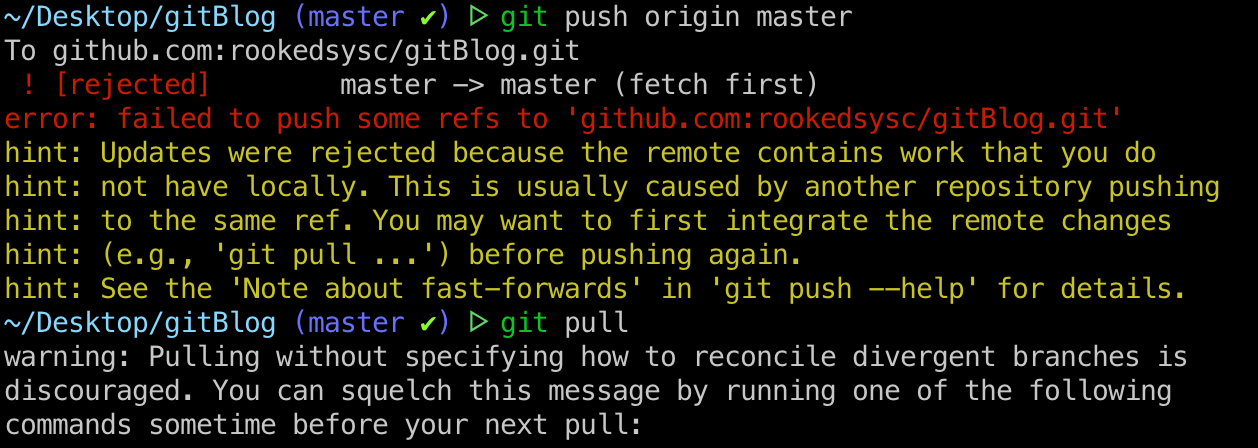 ~/Desktop/gitBlog (master ✔) ▷ git push origin master
To github.com:rookedsysc/gitBlog.git
 ! [rejected]        master -> master (fetch first)
error: failed to push some refs to 'github.com:rookedsysc/gitBlog.git'
hint: Updates were rejected because the remote contains work that you do
hint: not have locally. This is usually caused by another repository pushing
hint: to the same ref. You may want to first integrate the remote changes
hint: (e.g., 'git pull ...') before pushing again.
hint: See the 'Note about fast-forwards' in 'git push --help' for details.
~/Desktop/gitBlog (master ✔) ▷ git pull
warning: Pulling without specifying how to reconcile divergent branches is
discouraged. You can squelch this message by running one of the following
commands sometime before your next pull: